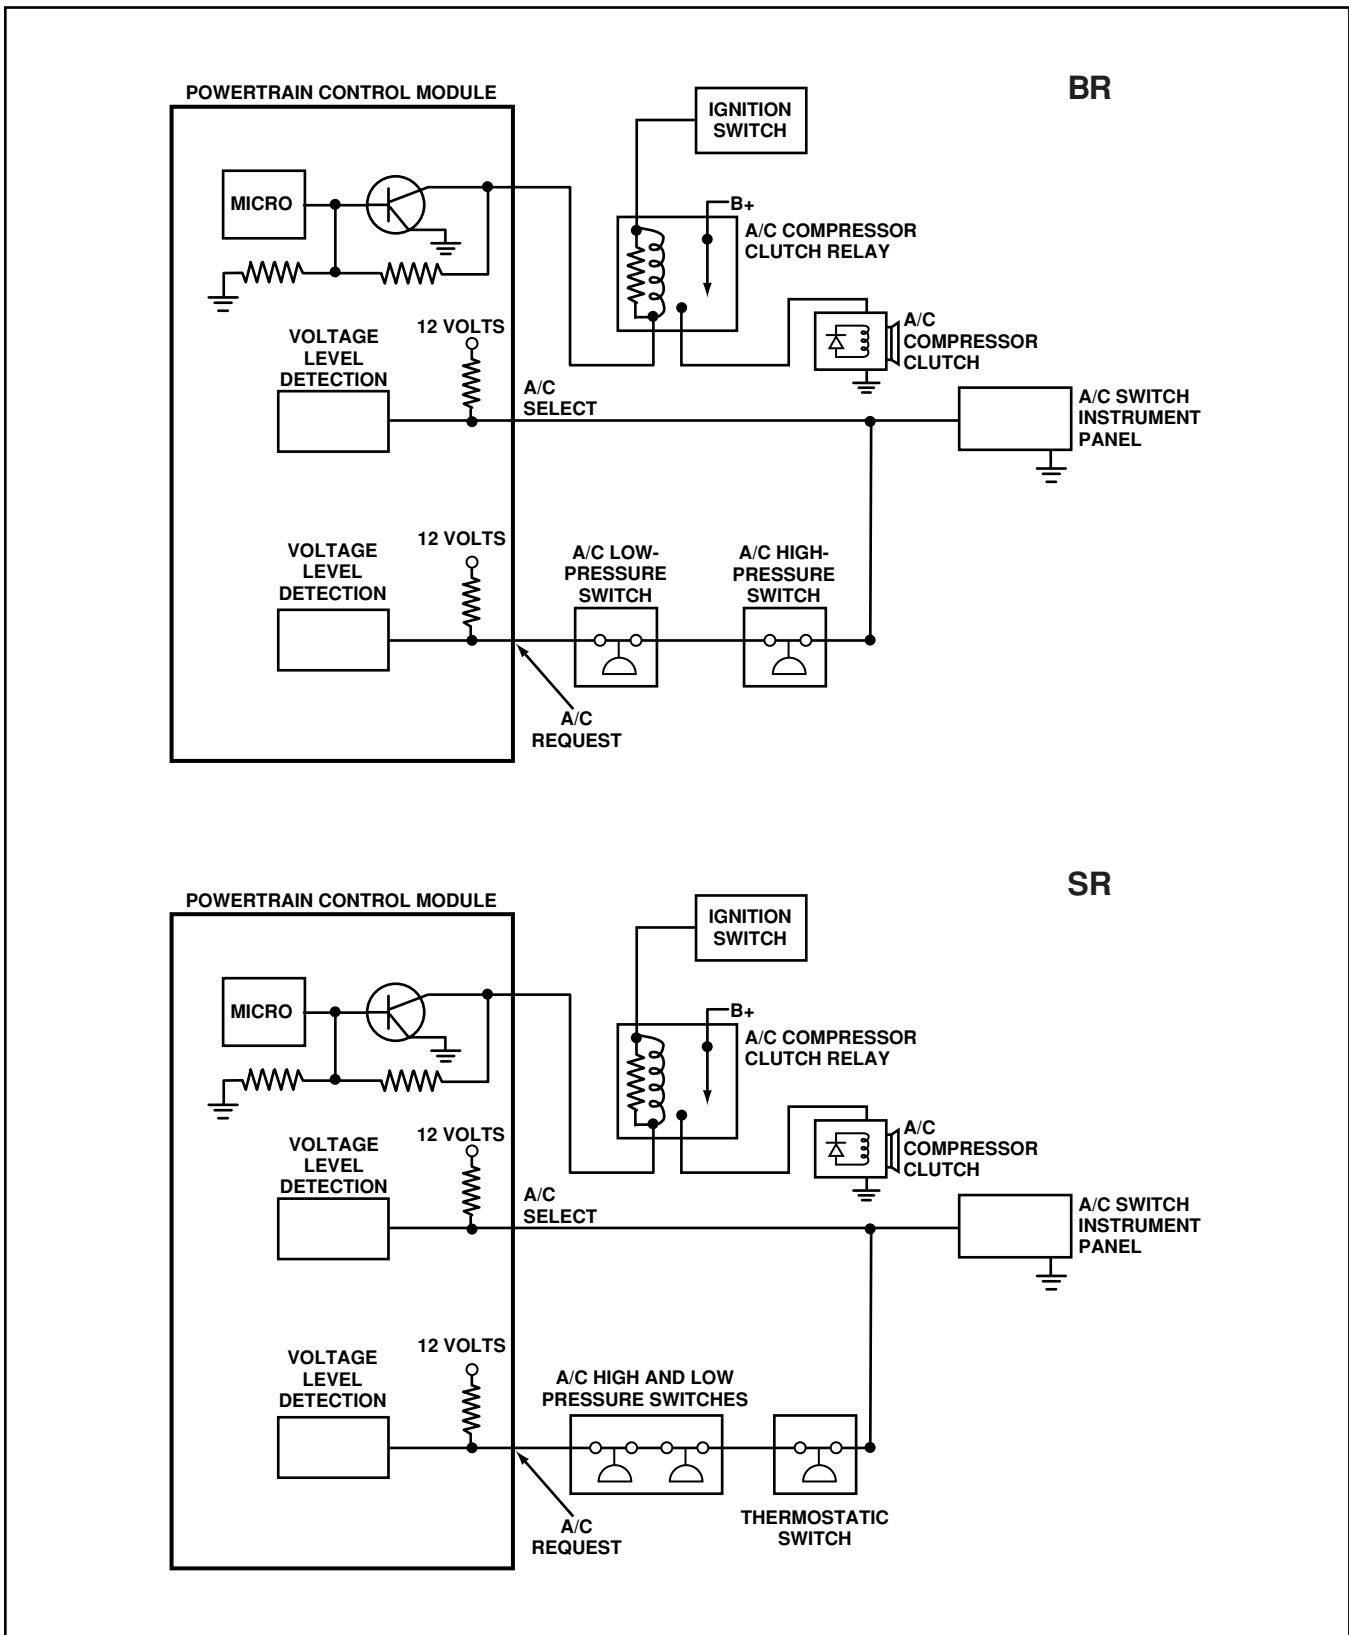 BR
POWERTRAIN CONTROL MODULE
IGNITION
SWITCH
MICRO
B+
A/C COMPRESSOR
CLUTCH RELAY
VOLTAGE
LEVEL
DETECTION
12 VOLTS
A/C
COMPRESSOR
CLUTCH
A/C
SELECT
A/C SWITCH
INSTRUMENT
PANEL
VOLTAGE
LEVEL
DETECTION
12 VOLTS
A/C LOW-
PRESSURE
SWITCH
A/C HIGH-
PRESSURE
SWITCH
A/C
REQUEST
SR
POWERTRAIN CONTROL MODULE
IGNITION
SWITCH
MICRO
B+
A/C COMPRESSOR
CLUTCH RELAY
VOLTAGE
LEVEL
DETECTION
12 VOLTS
A/C
COMPRESSOR
CLUTCH
A/C
SELECT
A/C SWITCH
INSTRUMENT
PANEL
VOLTAGE
LEVEL
DETECTION
12 VOLTS
A/C HIGH AND LOW
PRESSURE SWITCHES
THERMOSTATIC
SWITCH
A/C
REQUEST